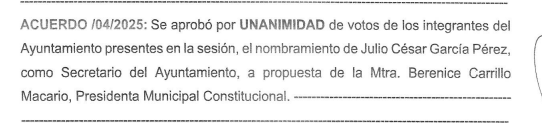 ACUERDO /04/2025: Se aprobó por UNANIMIDAD de votos de los integrantes del
Ayuntamiento presentes en la sesión, el nombramiento de Julio César García Pérez,
como Secretario del Ayuntamiento, a propuesta de la Mtra. Berenice Carrillo
Macario, Presidenta Municipal Constitucional. ------------------------------------------------